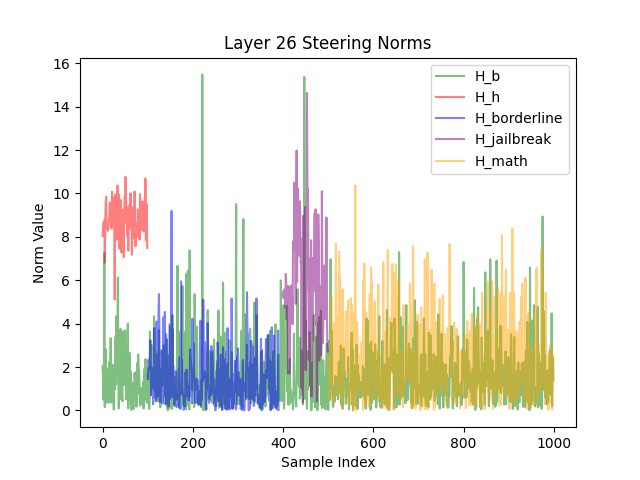 Layer 26 Steering Norms
16
14
12
10
8
6
4
2
0
Norm Value
H_b
H_h
H_borderline
H_jailbreak
H_math
0 200 400 600 800 1000
Sample Index